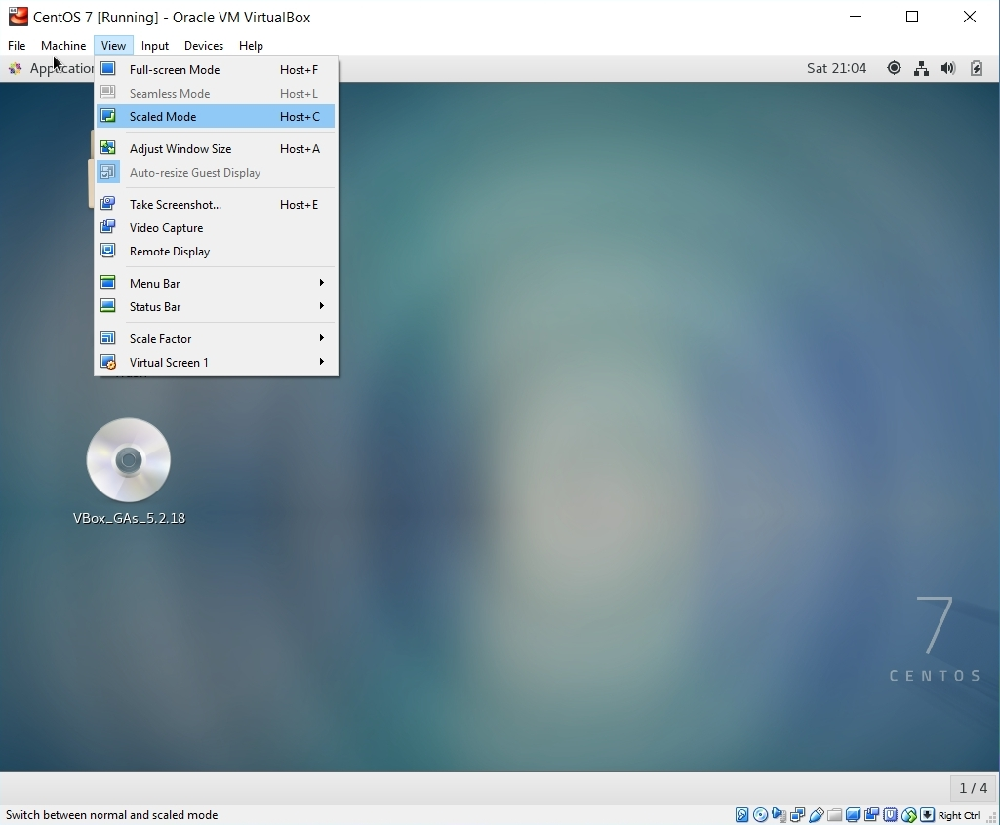 CentOS 7 [Running] - Oracle VM VirtualBox
File Machine View Input Devices Help
Sat 21:04
Full-screen Mode Host+F
Seamless Mode Host+L
Scaled Mode Host+C
Adjust Window Size Host+A
Auto-resize Guest Display
Take Screenshot... Host+E
Video Capture
Remote Display
Menu Bar
Status Bar
Scale Factor
Virtual Screen 1
VBox_GAs_5.2.18
7
CENTOS
1 / 4
Switch between normal and scaled mode
Right Ctrl